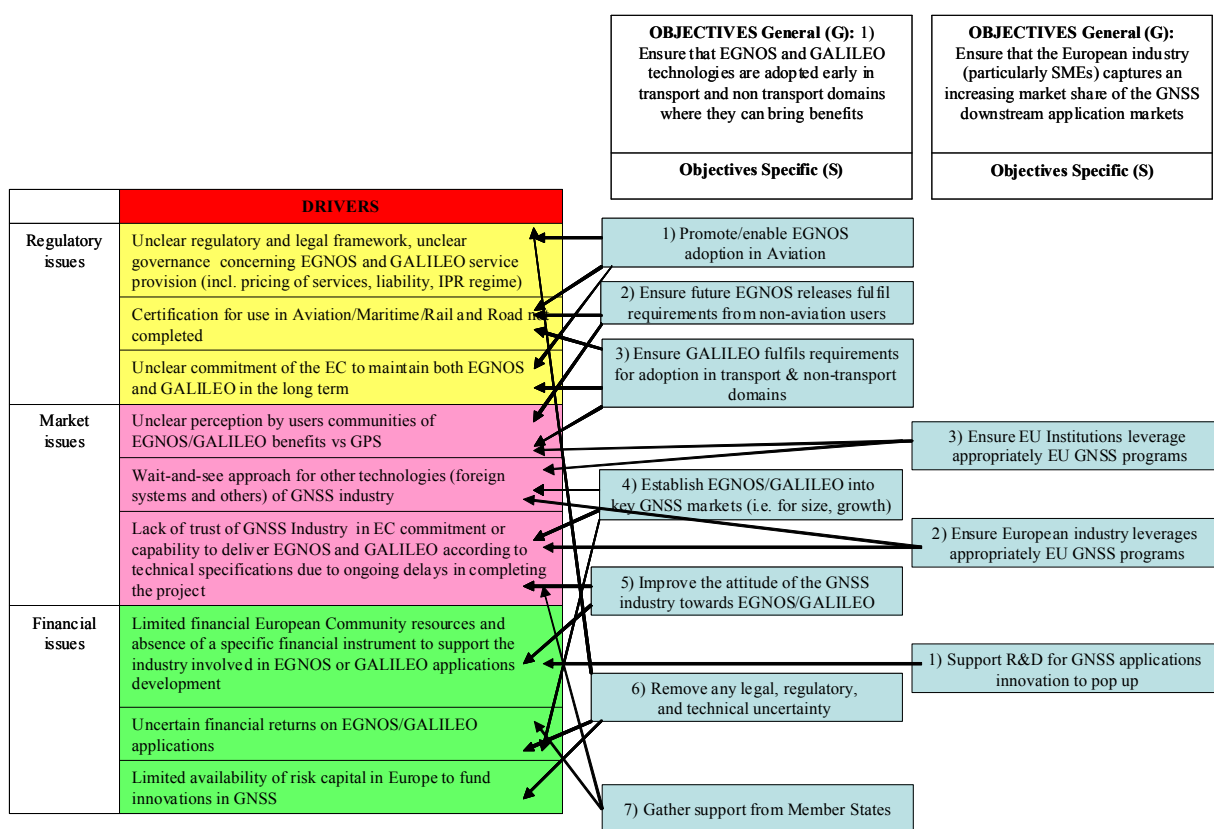 OBJECTIVES General (G): 1)
Ensure that EGNOS and GALILEO
technologies are adopted early in
transport and non transport domains
where they can bring benefits
Objectives Specific (S)
OBJECTIVES General (G):
Ensure that the European industry
(particularly SMEs) captures an
increasing market share of the GNSS
downstream application markets
Objectives Specific (S)
DRIVERS
Regulatory
issues
Unclear regulatory and legal framework, unclear
governance concerning EGNOS and GALILEO service
provision (incl. pricing of services, liability, IPR regime)
Certification for use in Aviation/Maritime/Rail and Road not
completed
Unclear commitment of the EC to maintain both EGNOS
and GALILEO in the long term
Market
issues
Unclear perception by users communities of
EGNOS/GALILEO benefits vs GPS
Wait-and-see approach for other technologies (foreign
systems and others) of GNSS industry
Lack of trust of GNSS Industry in EC commitment or
capability to deliver EGNOS and GALILEO according to
technical specifications due to ongoing delays in completing
the project
Financial
issues
Limited financial European Community resources and
absence of a specific financial instrument to support the
industry involved in EGNOS or GALILEO applications
development
Uncertain financial returns on EGNOS/GALILEO
applications
Limited availability of risk capital in Europe to fund
innovations in GNSS
1) Promote/enable EGNOS
adoption in Aviation
2) Ensure future EGNOS releases fulfil
requirements from non-aviation users
3) Ensure GALILEO fulfils requirements
for adoption in transport & non-transport
domains
4) Establish EGNOS/GALILEO into
key GNSS markets (i.e. for size, growth)
5) Improve the attitude of the GNSS
industry towards EGNOS/GALILEO
6) Remove any legal, regulatory,
and technical uncertainty
7) Gather support from Member States
3) Ensure EU Institutions leverage
appropriately EU GNSS programs
2) Ensure European industry leverages
appropriately EU GNSS programs
1) Support R&D for GNSS applications
innovation to pop up